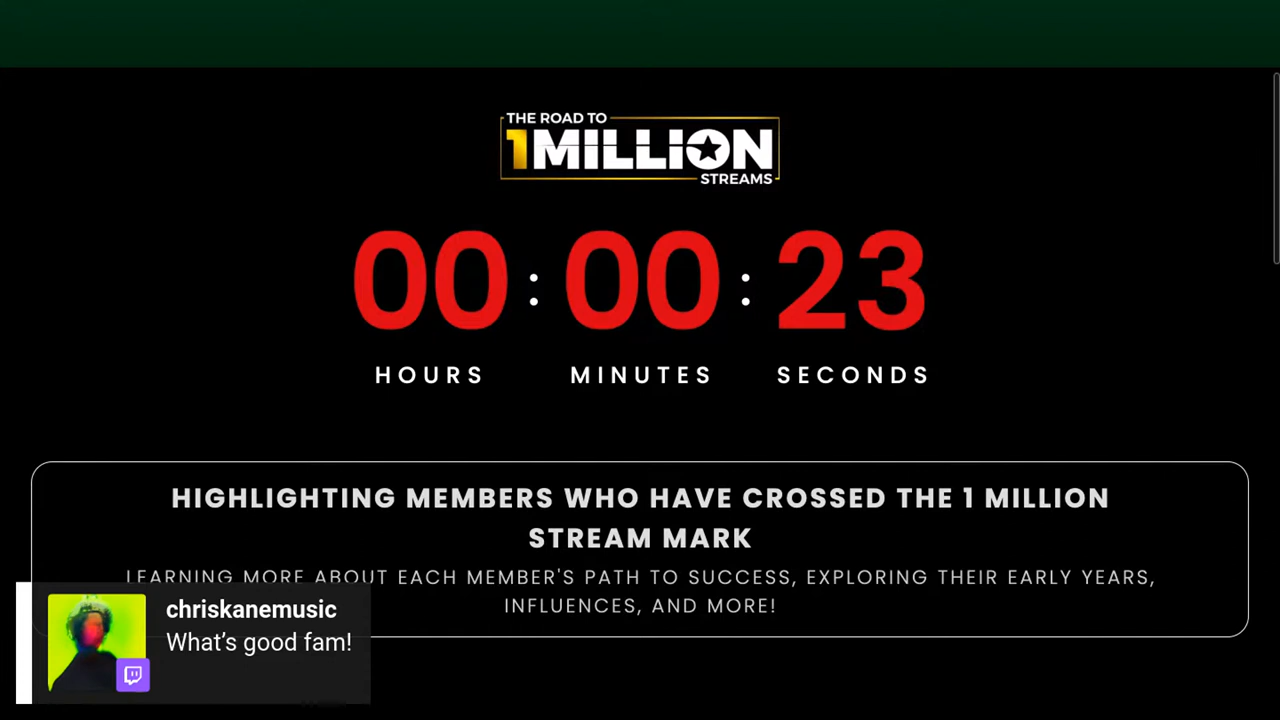 THE ROAD TO
1MILLION
STREAMS
00 : 00 : 23
HOURS MINUTES SECONDS
HIGHLIGHTING MEMBERS WHO HAVE CROSSED THE 1 MILLION
STREAM MARK
LEARNING MORE ABOUT EACH MEMBER'S PATH TO SUCCESS, EXPLORING THEIR EARLY YEARS,
INFLUENCES, AND MORE!
chriskanemusic
What's good fam!